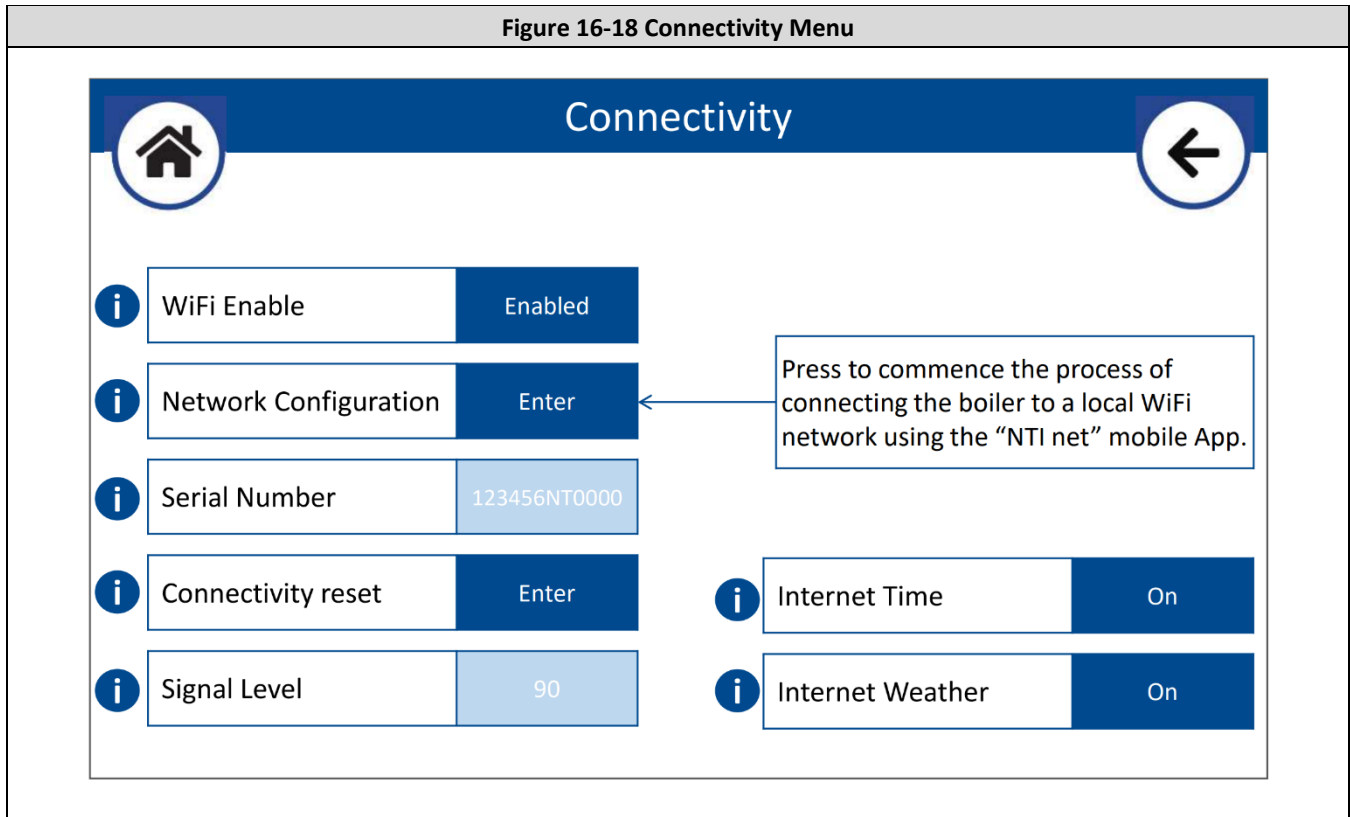 Figure 16-18 Connectivity Menu
Connectivity
i WiFi Enable Enabled
i Network Configuration Enter
Press to commence the process of
connecting the boiler to a local WiFi
network using the “NTI net” mobile App.
i Serial Number 123456NT0000
i Connectivity reset Enter
i Signal Level 90
i Internet Time On
i Internet Weather On